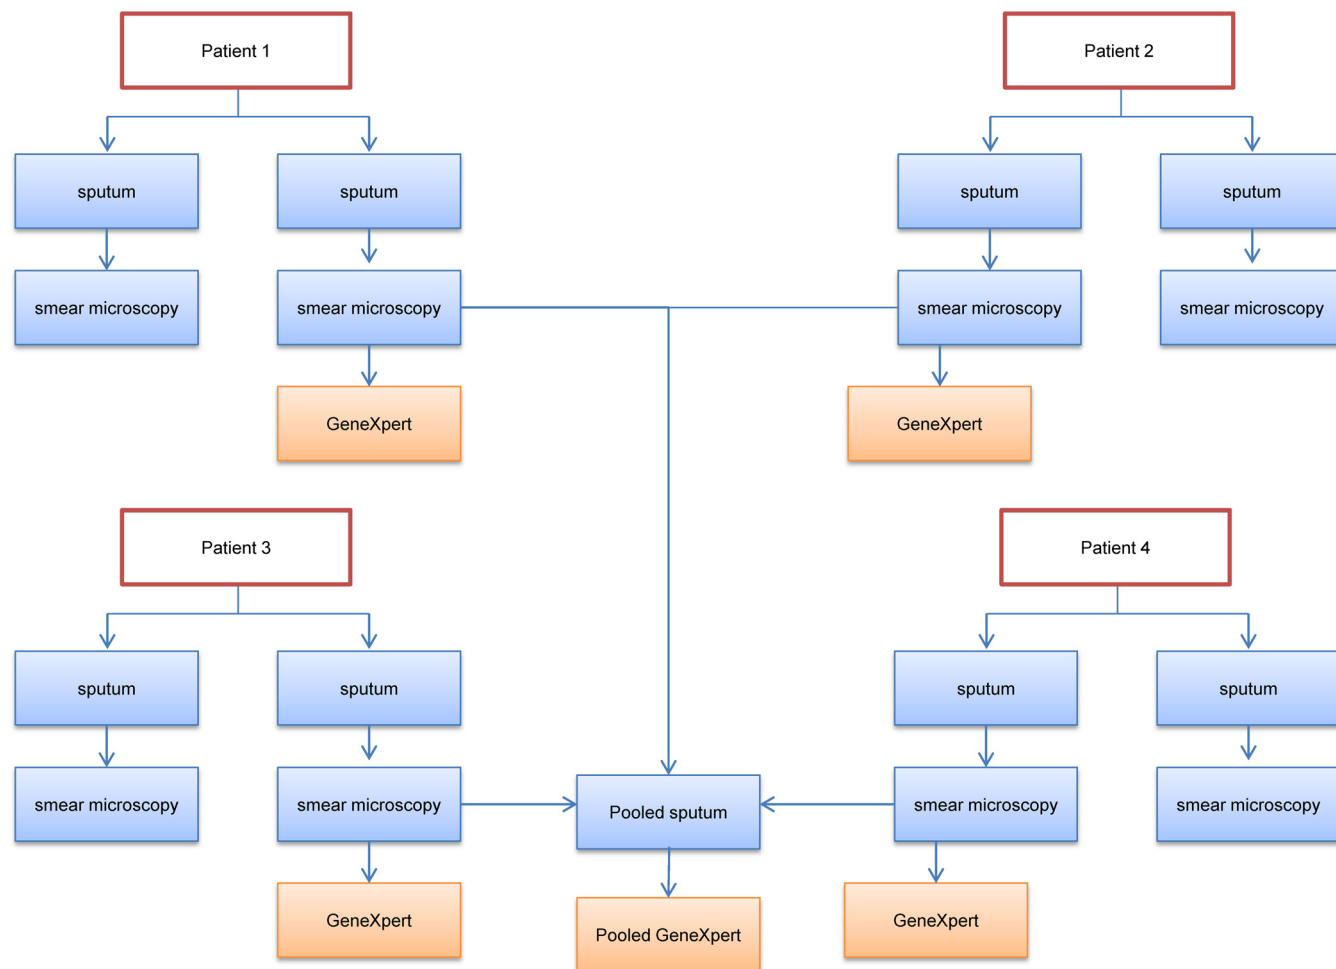 Patient 1
Patient 2
sputum
sputum
sputum
sputum
smear microscopy
smear microscopy
smear microscopy
smear microscopy
GeneXpert
GeneXpert
Patient 3
Patient 4
sputum
sputum
sputum
sputum
smear microscopy
smear microscopy
Pooled sputum
smear microscopy
smear microscopy
GeneXpert
Pooled GeneXpert
GeneXpert